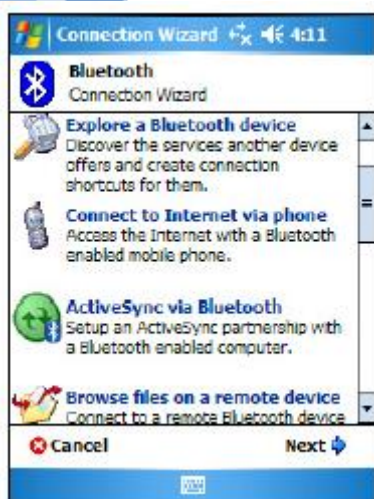 Connection Wizard 4:11
Bluetooth
Connection Wizard
Explore a Bluetooth device
Discover the services another device
offers and create connection
shortcuts for them.
Connect to Internet via phone
Access the Internet with a Bluetooth
enabled mobile phone.
ActiveSync via Bluetooth
Setup an ActiveSync partnership with
a Bluetooth enabled computer.
Browse files on a remote device
Connect to a remote Bluetooth device
Cancel Next